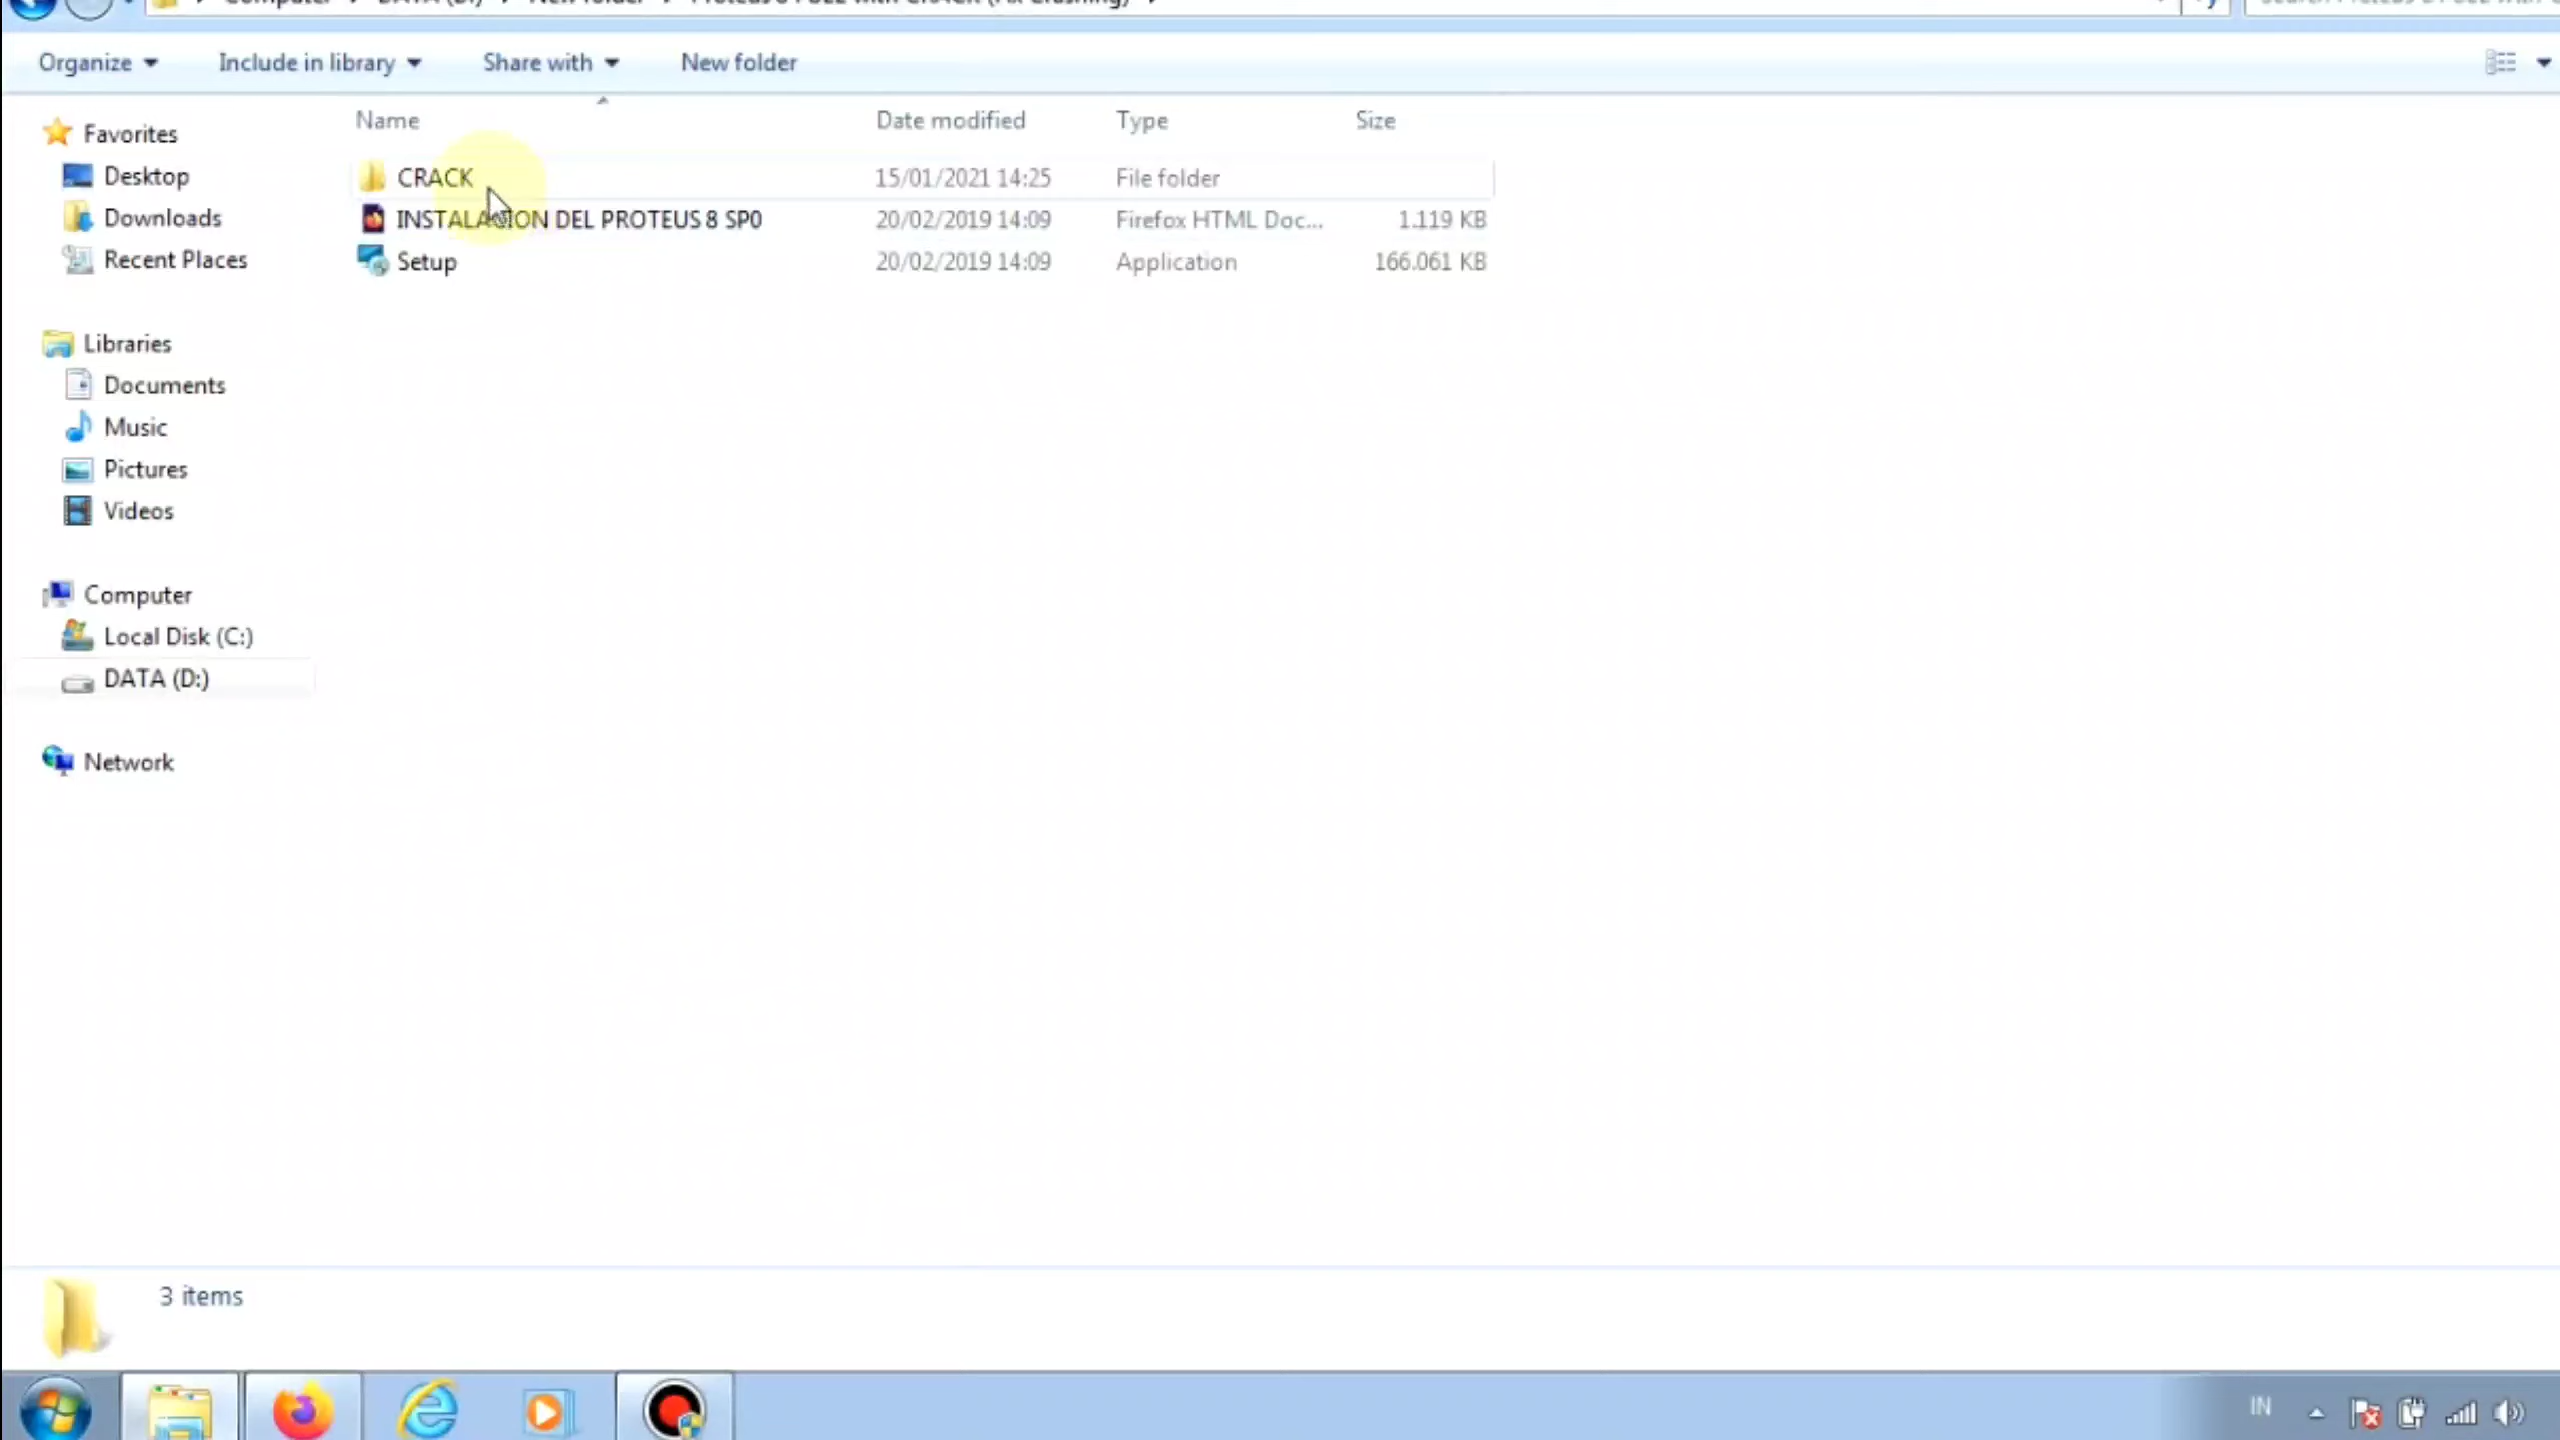 Organize Include in library Share with New folder
Name Date modified Type Size
Favorites
Desktop
Downloads
Recent Places
Libraries
Documents
Music
Pictures
Videos
Computer
Local Disk (C:)
DATA (D:)
Network
CRACK 15/01/2021 14:25 File folder
INSTALACION DEL PROTEUS 8 SP0 20/02/2019 14:09 Firefox HTML Doc... 1.119 KB
Setup 20/02/2019 14:09 Application 166.061 KB
3 items
IN